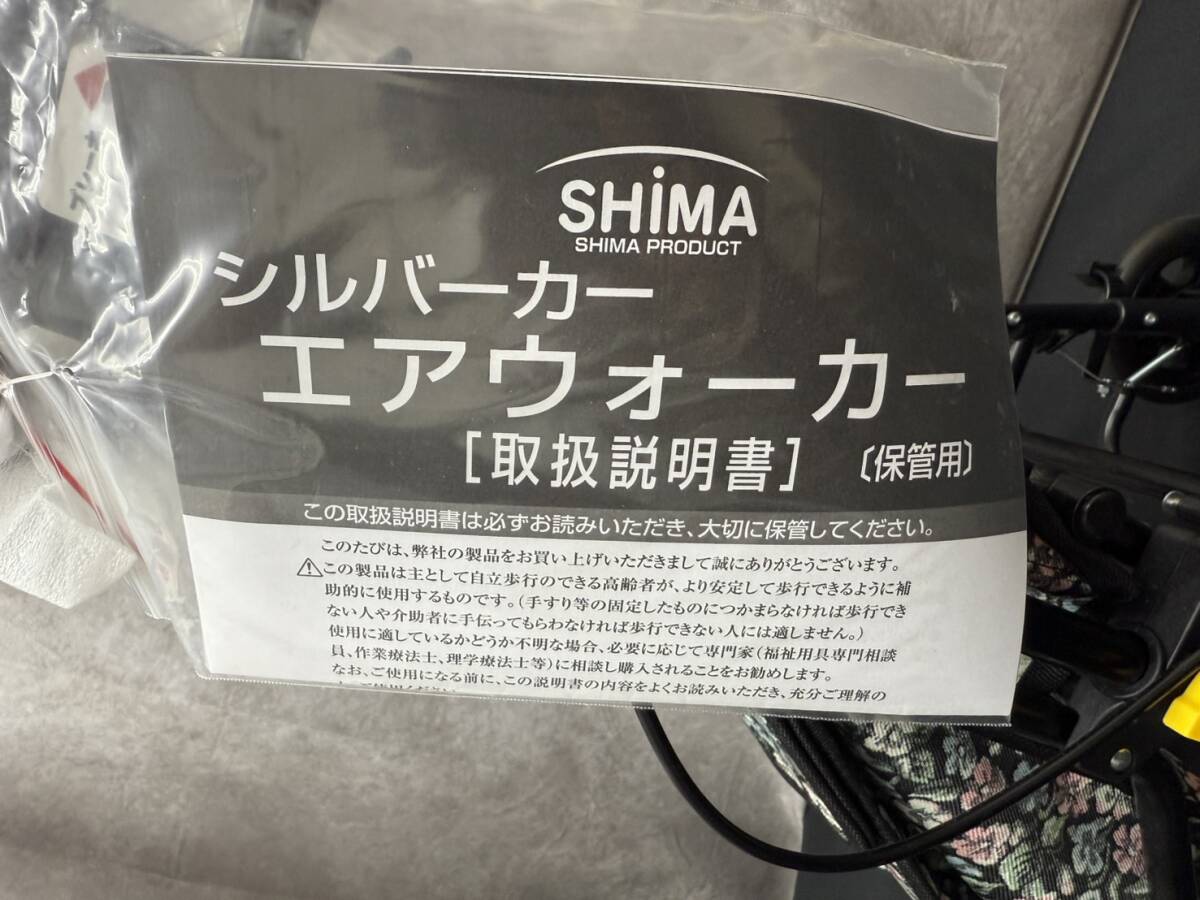 SHiMA
SHIMA PRODUCT
シルバーカー
エアウォーカー
[取扱説明書] 〔保管用〕
この取扱説明書は必ずお読みいただき、大切に保管してください。
このたびは、弊社の製品をお買い上げいただきまして誠にありがとうございます。
⚠この製品は主として自立歩行のできる高齢者が、より安定して歩行できるように補
助的に使用するものです。(手すり等の固定したものにつかまらなければ歩行でき
ない人や介助者に手伝ってもらわなければ歩行できない人には適しません。)
使用に適しているかどうか不明な場合、必要に応じて専門家(福祉用具専門相談
員、作業療法士、理学療法士等)に相談し購入されることをお勧めします。
なお、ご使用になる前に、この説明書の内容をよくお読みいただき、充分ご理解の